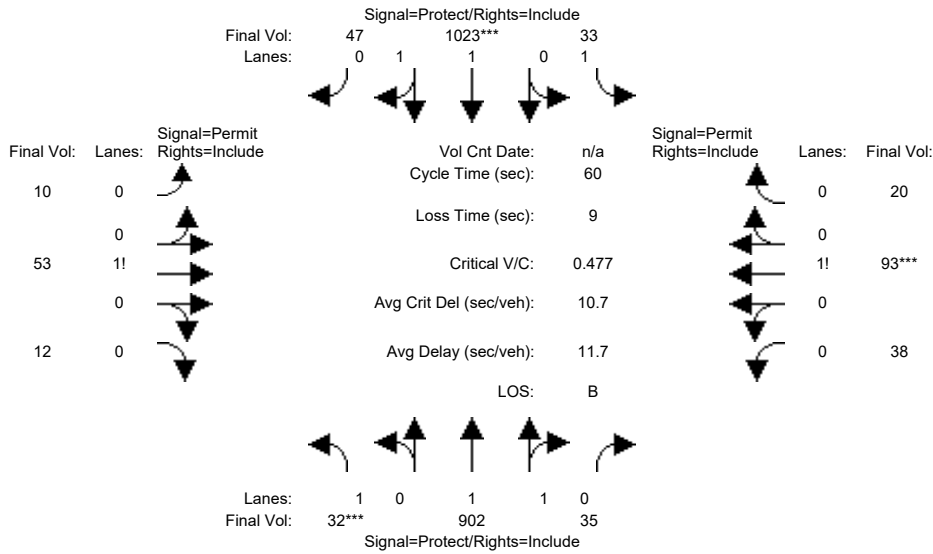 Signal=Protect/Rights=Include
Final Vol: 47 1023*** 33
Lanes: 0 1 1 0 1
Signal=Permit Signal=Permit
Final Vol: Lanes: Rights=Include Vol Cnt Date: n/a Rights=Include Lanes: Final Vol:
Cycle Time (sec): 60
10 0 0 20
Loss Time (sec): 9
0 0
53 1! Critical V/C: 0.477 1! 93***
0 Avg Crit Del (sec/veh): 10.7 0
12 0 Avg Delay (sec/veh): 11.7 0 38
LOS: B
Lanes: 1 0 1 1 0
Final Vol: 32*** 902 35
Signal=Protect/Rights=Include